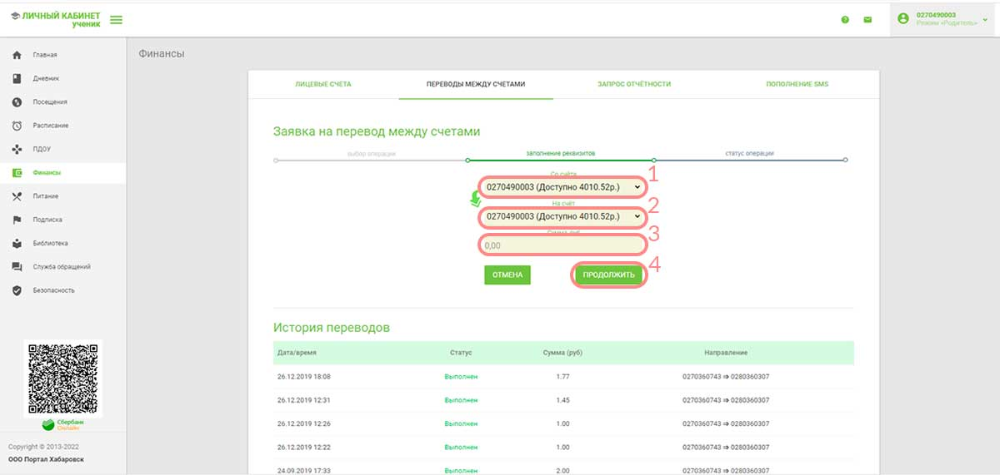 ЛИЧНЫЙ КАБИНЕТ
ученик
0270490003
Режим «Родитель»
Главная
Дневник
Посещения
Расписание
ПДОУ
Финансы
Питание
Подписка
Библиотека
Служба обращений
Безопасность
Сбербанк
Онлайн
Copyright © 2013-2022
ООО Портал Хабаровск
Финансы
ЛИЦЕВЫЕ СЧЕТА ПЕРЕВОДЫ МЕЖДУ СЧЕТАМИ ЗАПРОС ОТЧЁТНОСТИ ПОПОЛНЕНИЕ SMS
Заявка на перевод между счетами
выбор операции заполнение реквизитов статус операции
Со счёта
1
0270490003 (Доступно 4010.52р.)
На счёт
2
0270490003 (Доступно 4010.52р.)
Сумма, руб
3
0,00
4
ОТМЕНА ПРОДОЛЖИТЬ
История переводов
Дата/время Статус Сумма (руб) Направление
26.12.2019 18:08 Выполнен 1.77 0270360743 ⇒ 0280360307
26.12.2019 12:31 Выполнен 1.45 0270360743 ⇒ 0280360307
26.12.2019 12:26 Выполнен 1.00 0270360743 ⇒ 0280360307
26.12.2019 12:22 Выполнен 1.00 0270360743 ⇒ 0280360307
24.09.2019 17:33 Выполнен 2.00 0270360743 ⇒ 0280360307